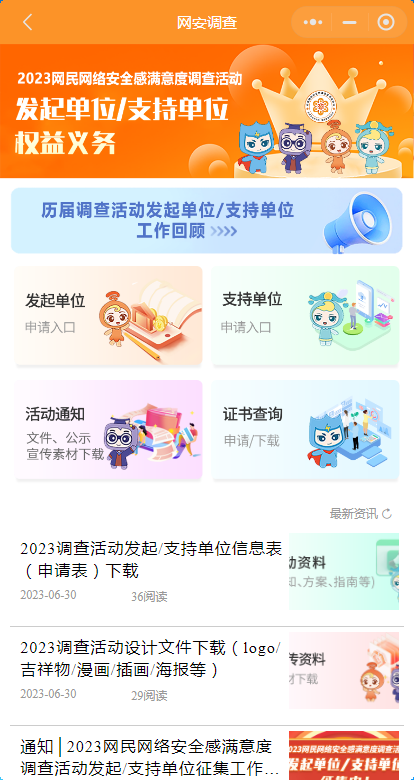 网安调查
2023网民网络安全感满意度调查活动
发起单位/支持单位
权益义务
历届调查活动发起单位/支持单位
工作回顾
发起单位
申请入口
支持单位
申请入口
活动通知
文件、公示
宣传素材下载
证书查询
申请/下载
最新资讯
2023调查活动发起/支持单位信息表
（申请表）下载
2023-06-30
36阅读
动资料
知、方案、指南等)
2023调查活动设计文件下载（logo/
吉祥物/漫画/插画/海报等）
2023-06-30
29阅读
传资料
材下载
通知│2023网民网络安全感满意度
调查活动发起/支持单位征集工作…
2023网民网络安全感满意度调查活
发起单位/支持单位